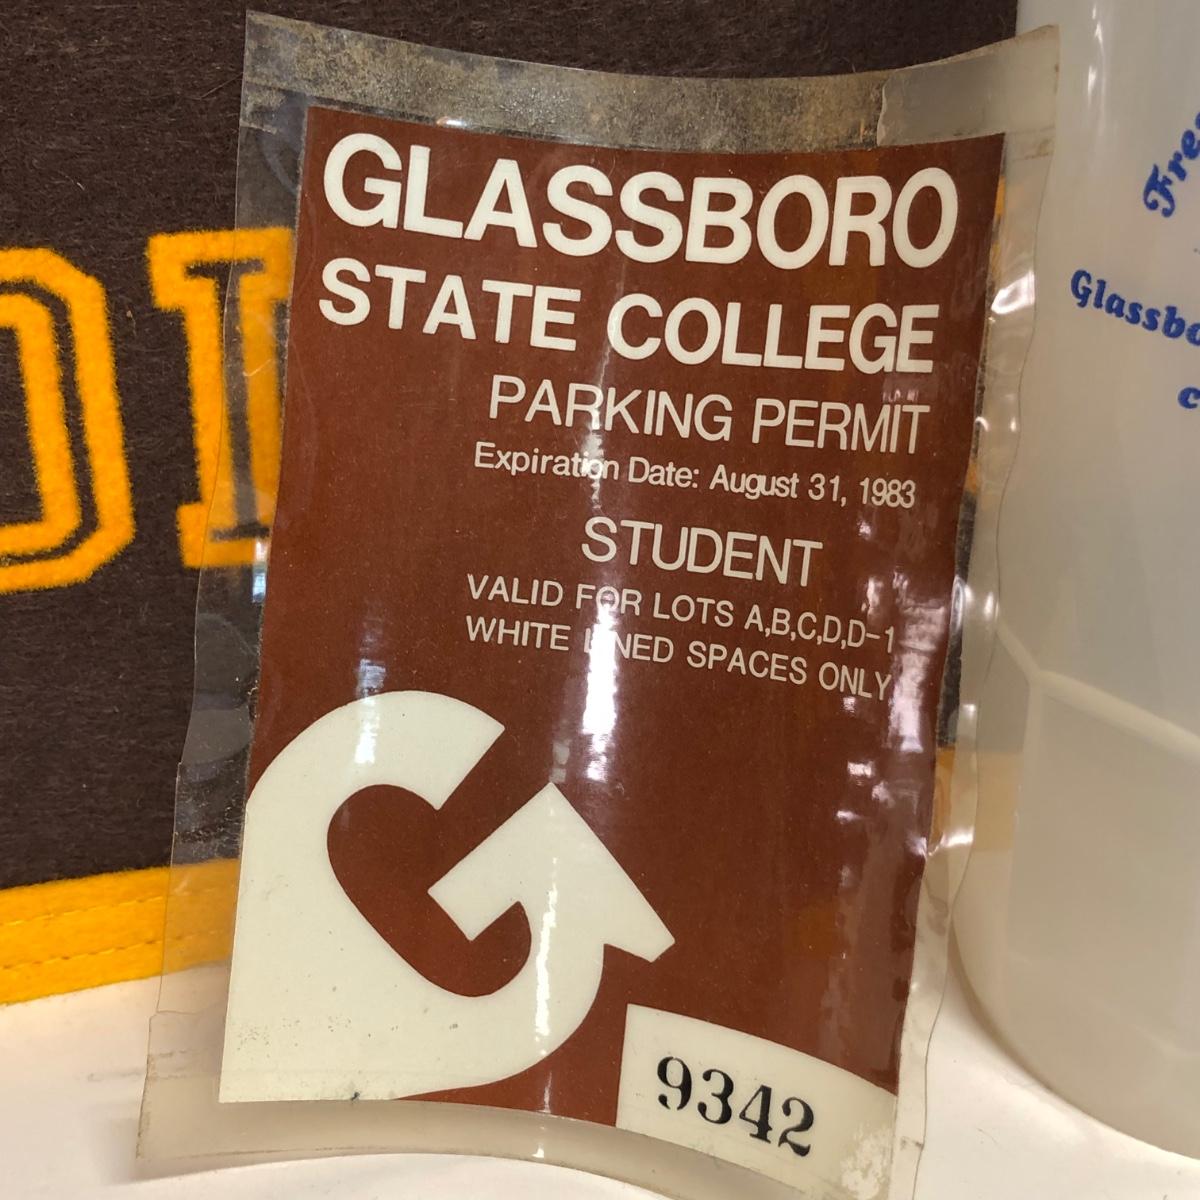 GLASSBORO
STATE COLLEGE
PARKING PERMIT
Expiration Date: August 31, 1983
STUDENT
VALID FOR LOTS A,B,C,D,D-1
WHITE LINED SPACES ONLY
9342